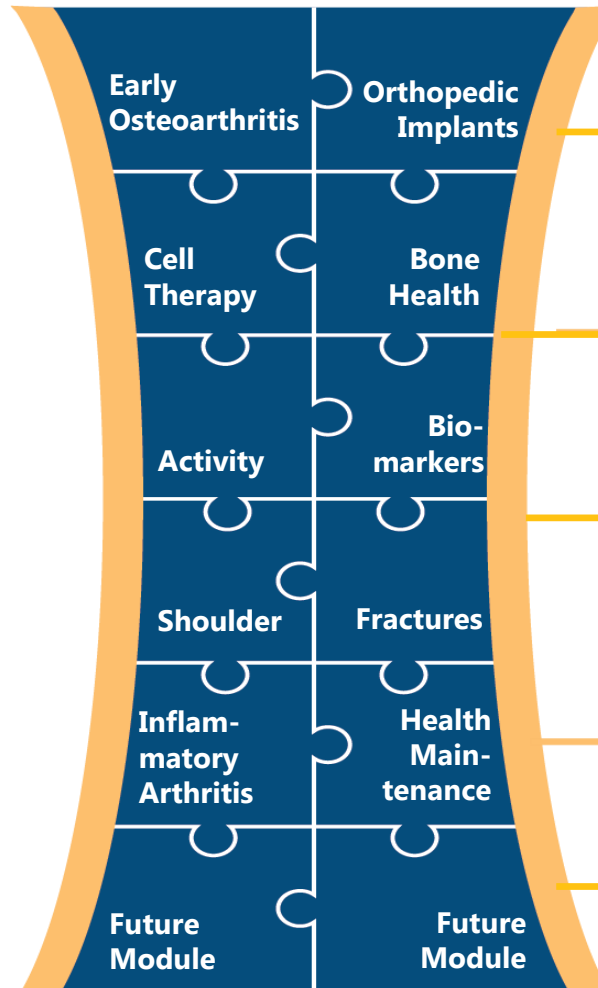 Early
Osteoarthritis
Orthopedic
Implants
Cell
Therapy
Bone
Health
Activity
Bio-
markers
Shoulder
Fractures
Inflam-
matory
Arthritis
Health
Main-
tenance
Future
Module
Future
Module